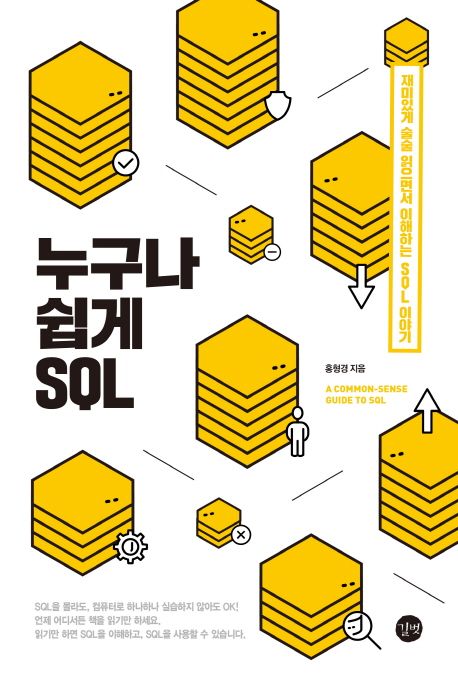 재미있게 술술 읽으면서 이해하는 SQL 이야기
누구나
쉽게
SQL
홍형경 지음
A COMMON-SENSE
GUIDE TO SQL
SQL을 몰라도, 컴퓨터로 하나하나 실습하지 않아도 OK!
언제 어디서든 책을 읽기만 하세요.
읽기만 하면 SQL을 이해하고, SQL을 사용할 수 있습니다.
길벗